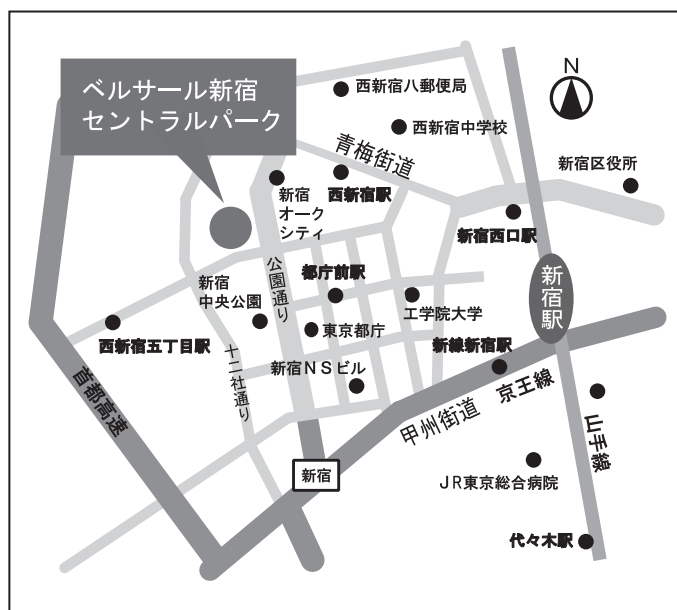 ベルサール新宿
セントラルパーク
西新宿八郵便局
N
西新宿中学校
青梅街道
新宿区役所
新宿
オーク
シティ
西新宿駅
新宿西口駅
公園通り
都庁前駅
新宿
中央公園
工学院大学
新宿駅
西新宿五丁目駅
東京都庁
新線新宿駅
十二社通り
新宿NSビル
首都高速
甲州街道
京王線
山手線
新宿
JR東京総合病院
代々木駅